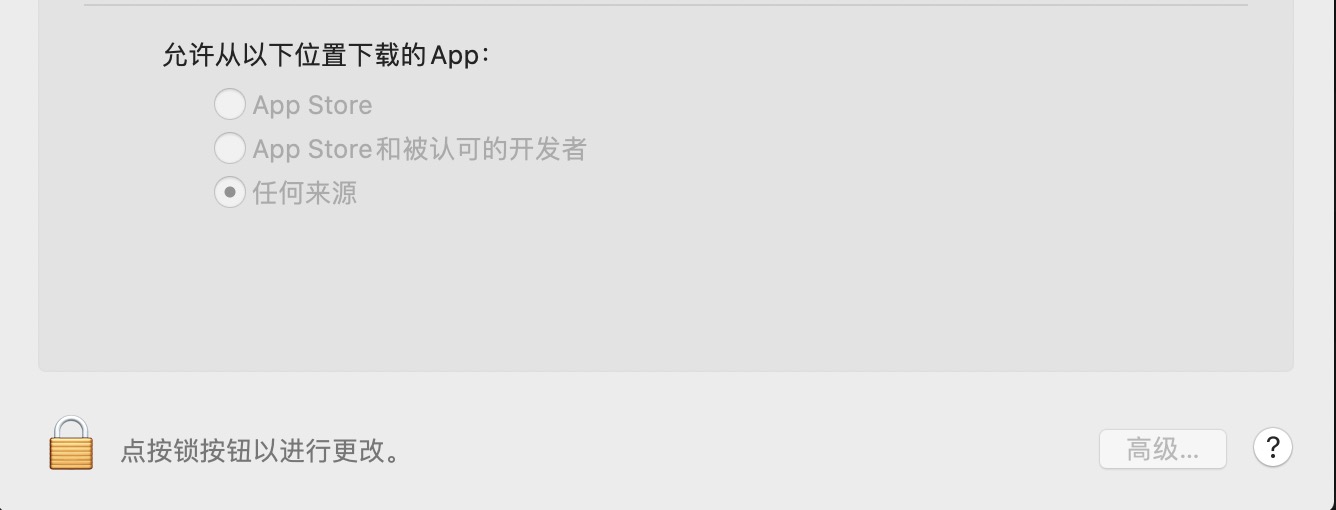 允许从以下位置下载的App：
App Store
App Store和被认可的开发者
任何来源
点按锁按钮以进行更改。
高级...
?